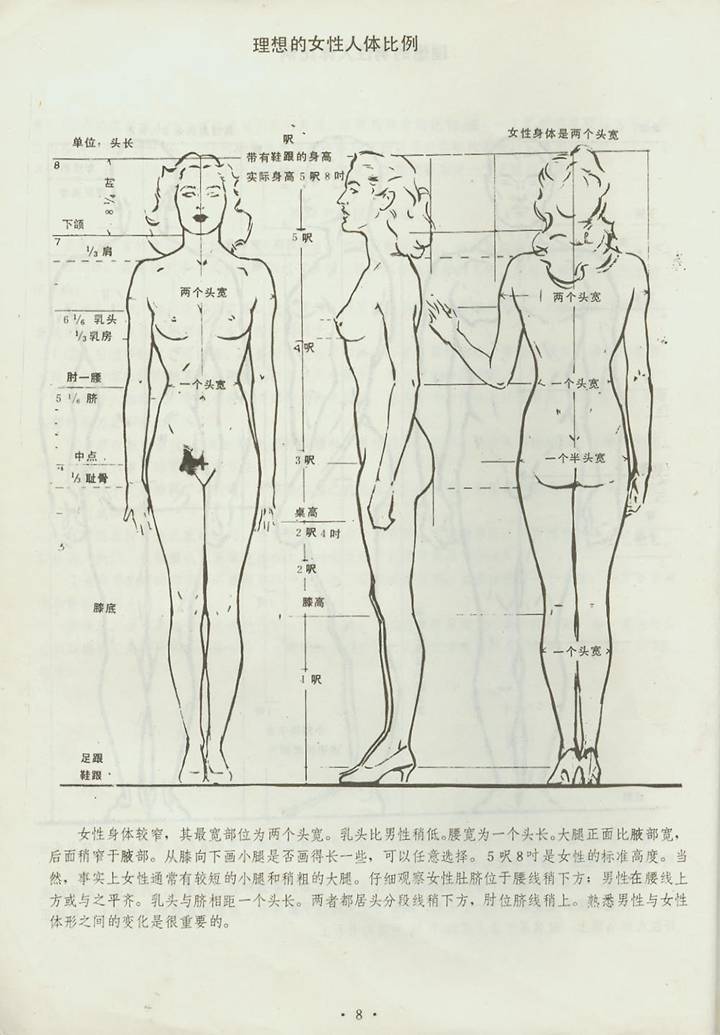 理想的女性人体比例
单位：头长
呎
女性身体是两个头宽
8
带有鞋跟的身高
实际身高 5 呎 8 吋
8 ¼ 吋
下颌
7
5 呎
⅓ 肩
两个头宽
两个头宽
6 ⅙ 乳头
⅓ 乳房
4 呎
肘一腰
一个头宽
一个头宽
5 ⅙ 脐
中点
3 呎
一个半头宽
4
⅓ 耻骨
桌高
2 呎 4 吋
3
2 呎
膝底
膝高
一个头宽
1 呎
足跟
鞋跟
女性身体较窄，其最宽部位为两个头宽。乳头比男性稍低。腰宽为一个头长。大腿正面比腋部宽，
后面稍窄于腋部。从膝向下画小腿是否画得长一些，可以任意选择。5 呎 8 吋是女性的标准高度。当
然，事实上女性通常有较短的小腿和稍粗的大腿。仔细观察女性肚脐位于腰线稍下方；男性在腰线上
方或与之平齐。乳头与脐相距一个头长。两者都居头分段线稍下方，肘位脐线稍上。熟悉男性与女性
体形之间的变化是很重要的。
· 8 ·